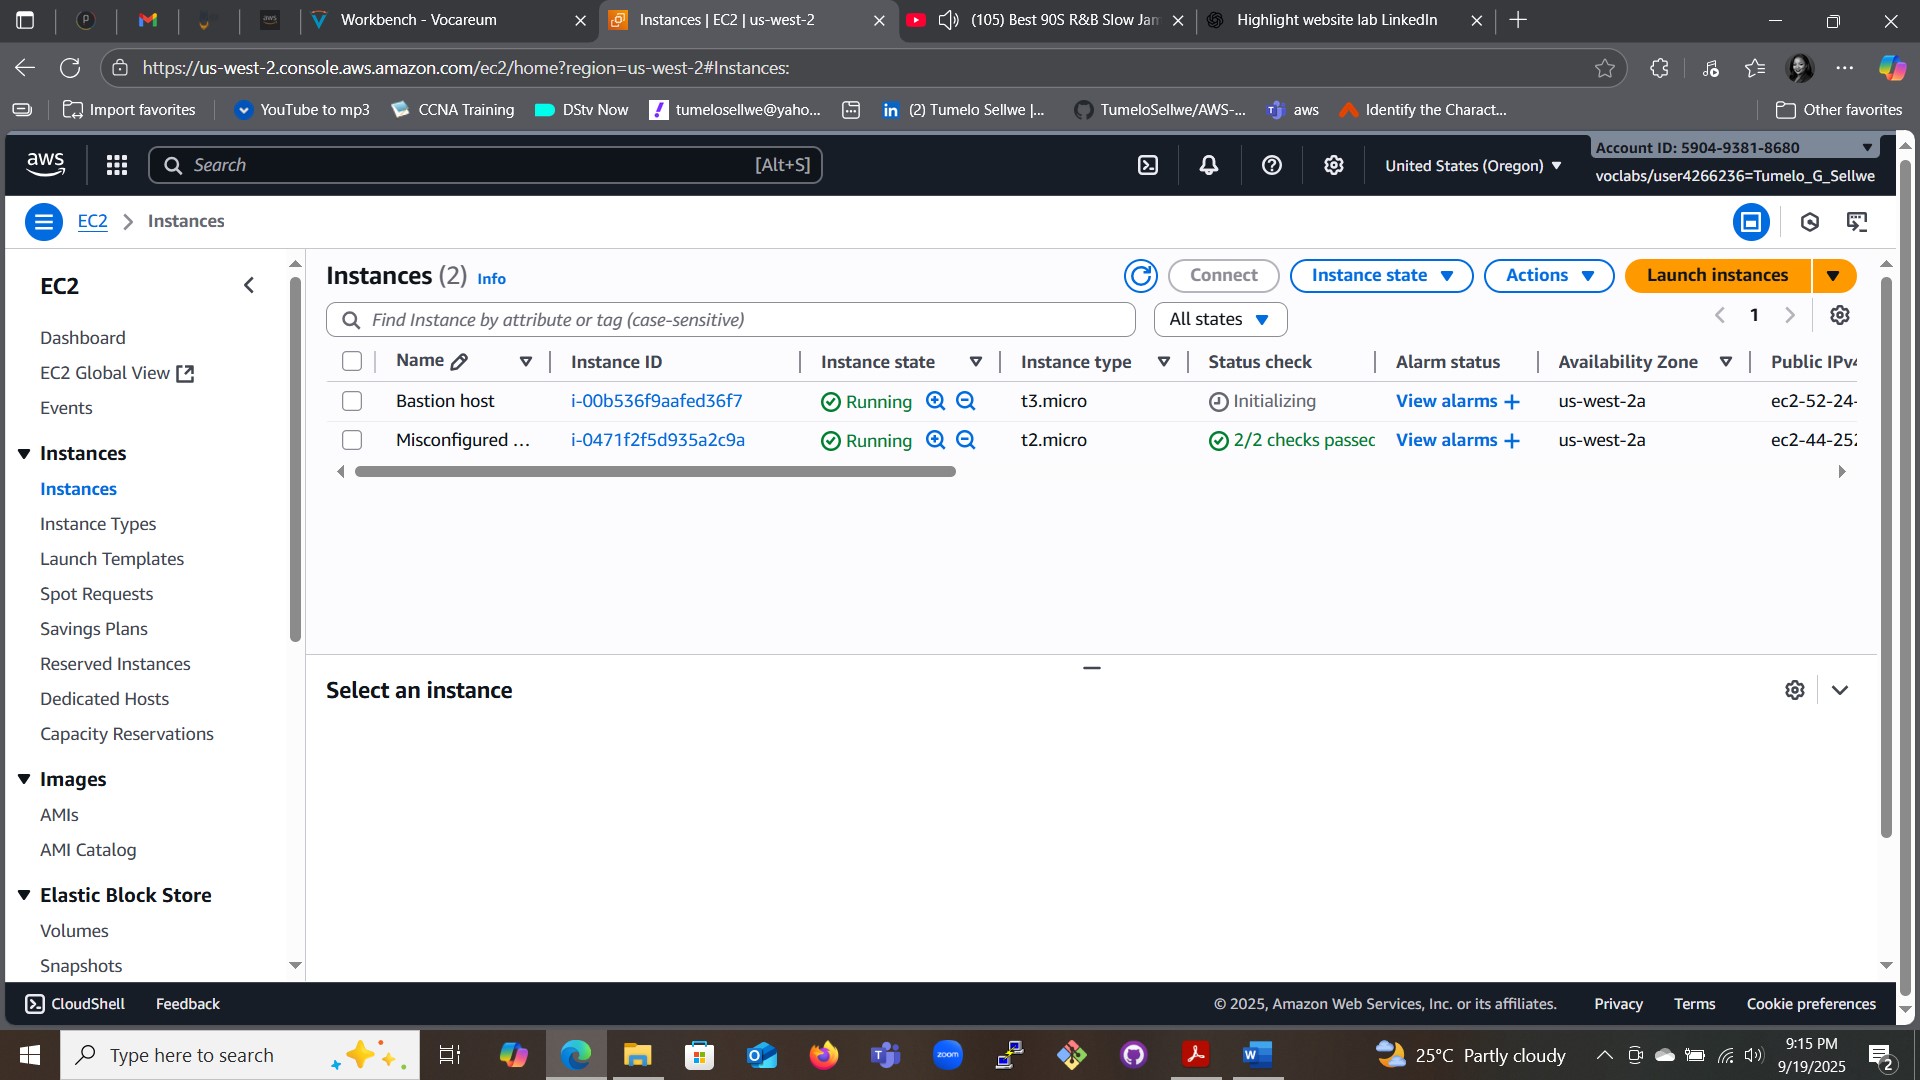 Workbench - Vocareum
Instances | EC2 | us-west-2
(105) Best 90S R&B Slow Jam
Highlight website lab LinkedIn
https://us-west-2.console.aws.amazon.com/ec2/home?region=us-west-2#Instances:
Import favorites
YouTube to mp3
CCNA Training
DStv Now
tumelosellwe@yaho...
(2) Tumelo Sellwe |...
TumeloSellwe/AWS-...
aws
Identify the Charact...
Other favorites
aws
Search
[Alt+S]
United States (Oregon)
Account ID: 5904-9381-8680
voclabs/user4266236=Tumelo_G_Sellwe
EC2
Instances
EC2
Dashboard
EC2 Global View
Events
Instances
Instances
Instance Types
Launch Templates
Spot Requests
Savings Plans
Reserved Instances
Dedicated Hosts
Capacity Reservations
Images
AMIs
AMI Catalog
Elastic Block Store
Volumes
Snapshots
Instances (2) Info
Connect
Instance state
Actions
Launch instances
Find Instance by attribute or tag (case-sensitive)
All states
1
Name Instance ID Instance state Instance type Status check Alarm status Availability Zone Public IPv4
Bastion host i-00b536f9aafed36f7 Running t3.micro Initializing View alarms + us-west-2a ec2-52-24-
Misconfigured ... i-0471f2f5d935a2c9a Running t2.micro 2/2 checks passec View alarms + us-west-2a ec2-44-252
Select an instance
CloudShell
Feedback
© 2025, Amazon Web Services, Inc. or its affiliates.
Privacy
Terms
Cookie preferences
Type here to search
zoom
25°C Partly cloudy
9:15 PM
9/19/2025
2